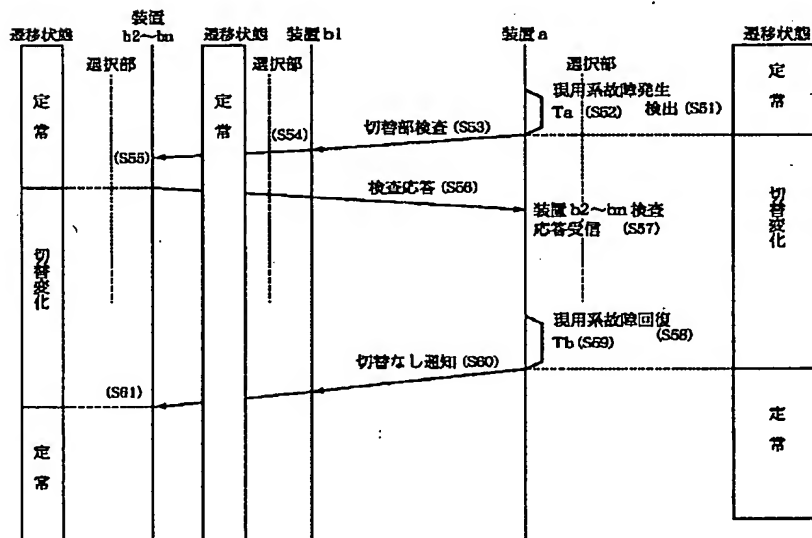 遷移状態
装置
b2～bn
遷移状態
装置b1
装置a
遷移状態
選択部
選択部
選択部
定常
定常
定常
現用系故障発生
Ta (S52) 検出 (S51)
切替部検査 (S53)
(S54)
(S55)
検査応答 (S56)
装置b2～bn検査
応答受信 (S57)
切替変化
切替変化
現用系故障回復
Tb (S59) (S58)
切替なし通知 (S60)
(S61)
定常
定常